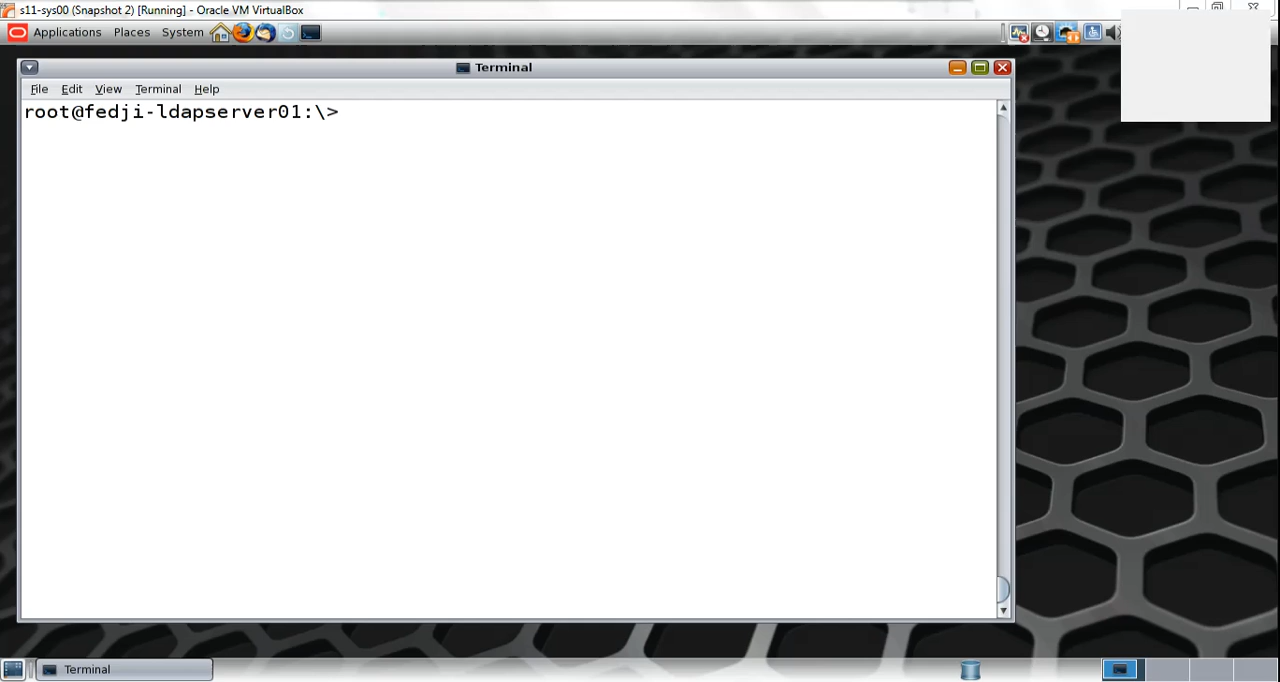 s11-sys00 (Snapshot 2) [Running] - Oracle VM VirtualBox
Applications Places System
Terminal
File Edit View Terminal Help
root@fedji-ldapserver01:\>
Terminal